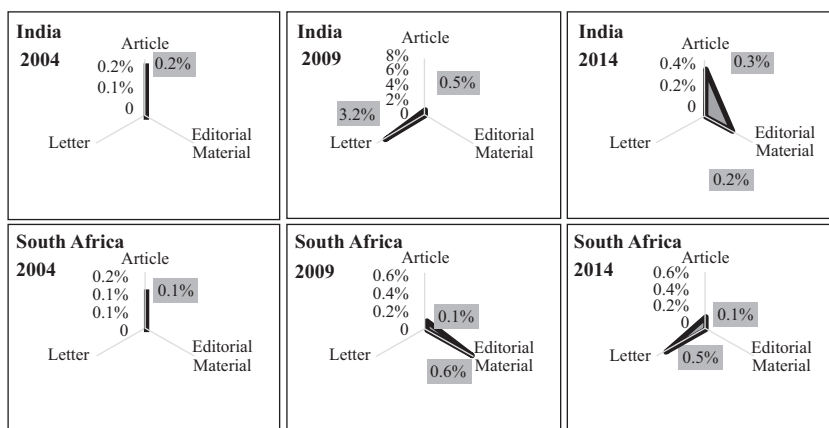 India
2004
Article
0.2%
0.1%
0
0.2%
Letter
Editorial
Material
India
2009
Article
8%
6%
4%
2%
0
0.5%
3.2%
Letter
Editorial
Material
India
2014
Article
0.4%
0.2%
0
0.3%
Letter
Editorial
Material
0.2%
South Africa
2004
Article
0.2%
0.1%
0.1%
0
0.1%
Letter
Editorial
Material
South Africa
2009
Article
0.6%
0.4%
0.2%
0
0.1%
Letter
Editorial
Material
0.6%
South Africa
2014
Article
0.6%
0.4%
0.2%
0
0.1%
Letter
0.5%
Editorial
Material